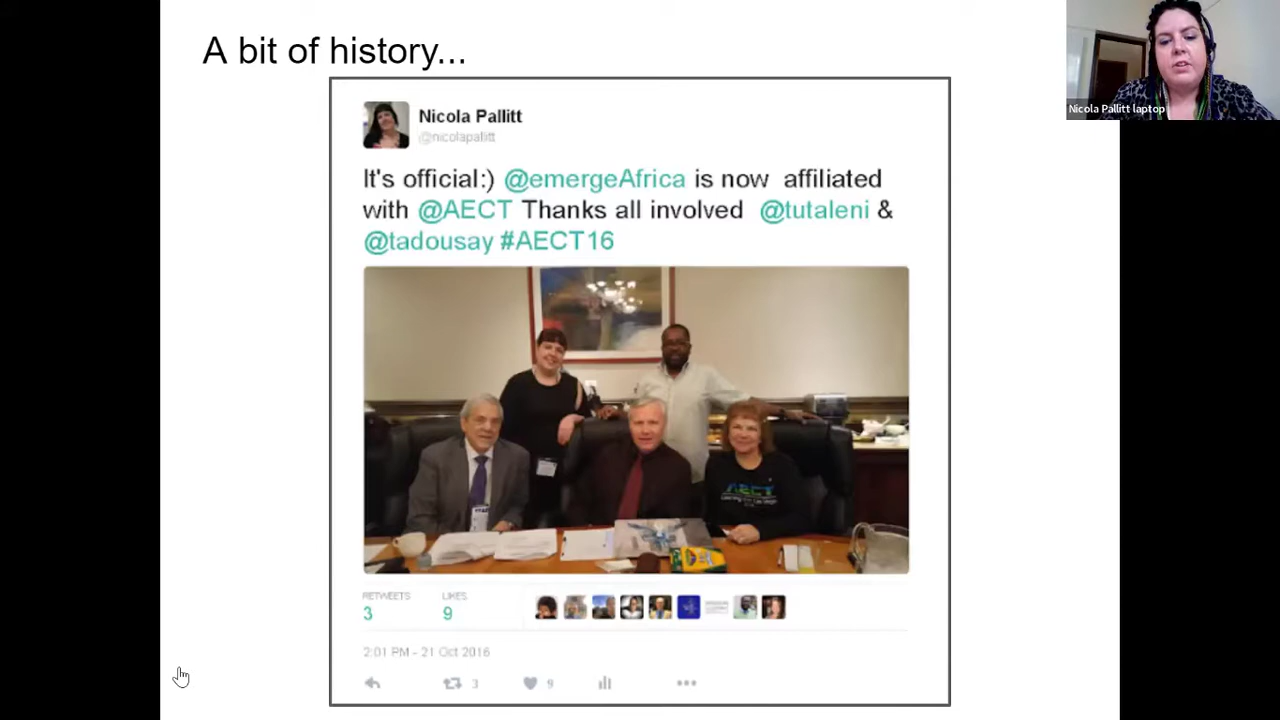 A bit of history...
Nicola Pallitt laptop
Nicola Pallitt
@nicolapallitt
It's official:) @emergeAfrica is now affiliated
with @AECT Thanks all involved @tutaleni &
@tadousay #AECT16
AECT
RETWEETS
LIKES
3
9
2:01 PM - 21 Oct 2016
3
9